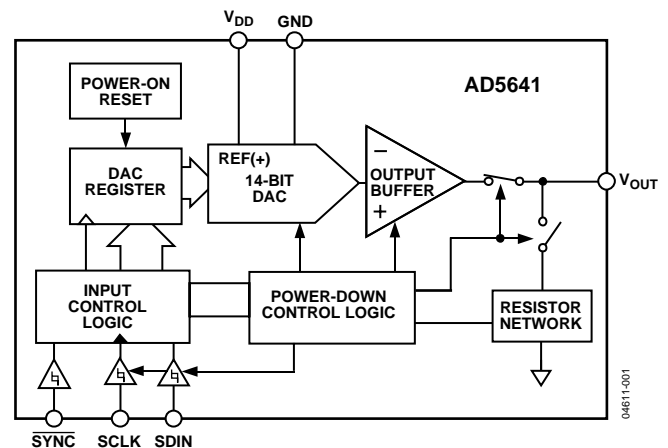 VDD GND
AD5641
POWER-ON
RESET
DAC
REGISTER
REF(+)
14-BIT
DAC
−
OUTPUT
BUFFER
+
VOUT
INPUT
CONTROL
LOGIC
POWER-DOWN
CONTROL LOGIC
RESISTOR
NETWORK
SYNC SCLK SDIN
04611-001